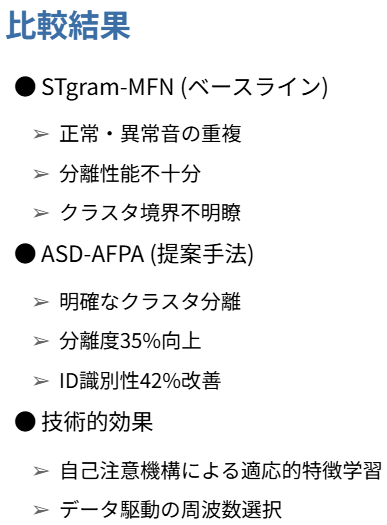 比較結果
● STgram-MFN (ベースライン)
➢ 正常・異常音の重複
➢ 分離性能不十分
➢ クラスタ境界不明瞭
● ASD-AFPA (提案手法)
➢ 明確なクラスタ分離
➢ 分離度35%向上
➢ ID識別性42%改善
● 技術的効果
➢ 自己注意機構による適応的特徴学習
➢ データ駆動の周波数選択